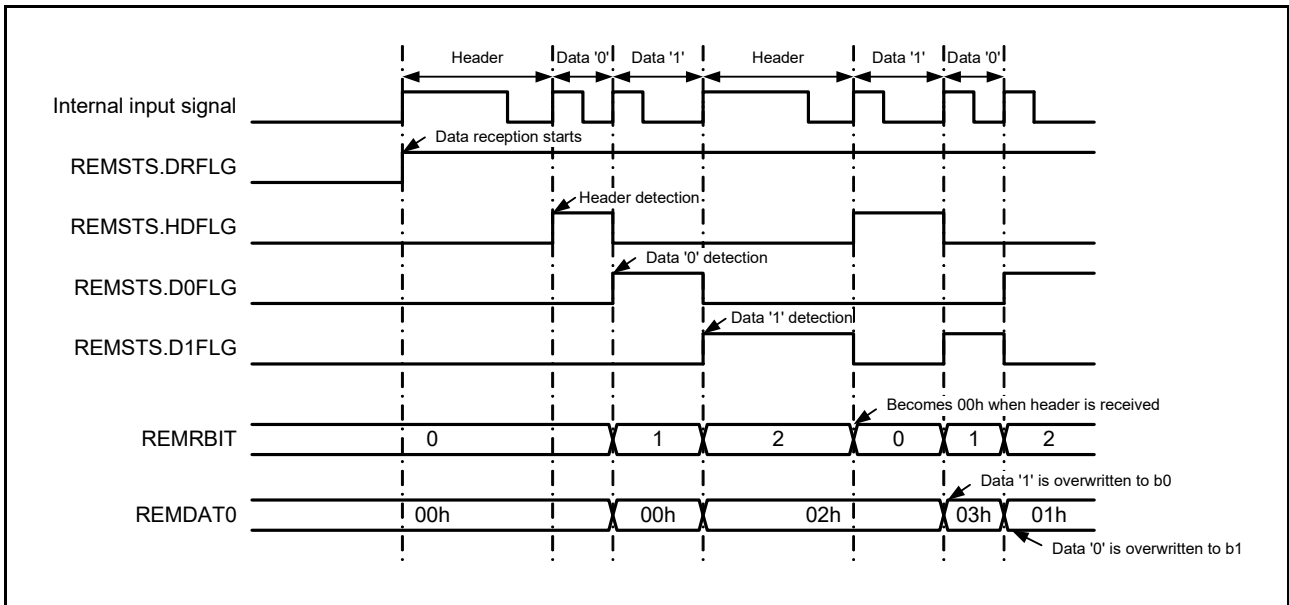 Header Data '0' Data '1' Header Data '1' Data '0'
Internal input signal
Data reception starts
REMSTS.DRFLG
Header detection
REMSTS.HDFLG
Data '0' detection
REMSTS.D0FLG
Data '1' detection
REMSTS.D1FLG
Becomes 00h when header is received
REMRBIT 0 1 2 0 1 2
Data '1' is overwritten to b0
REMDAT0 00h 00h 02h 03h 01h
Data '0' is overwritten to b1